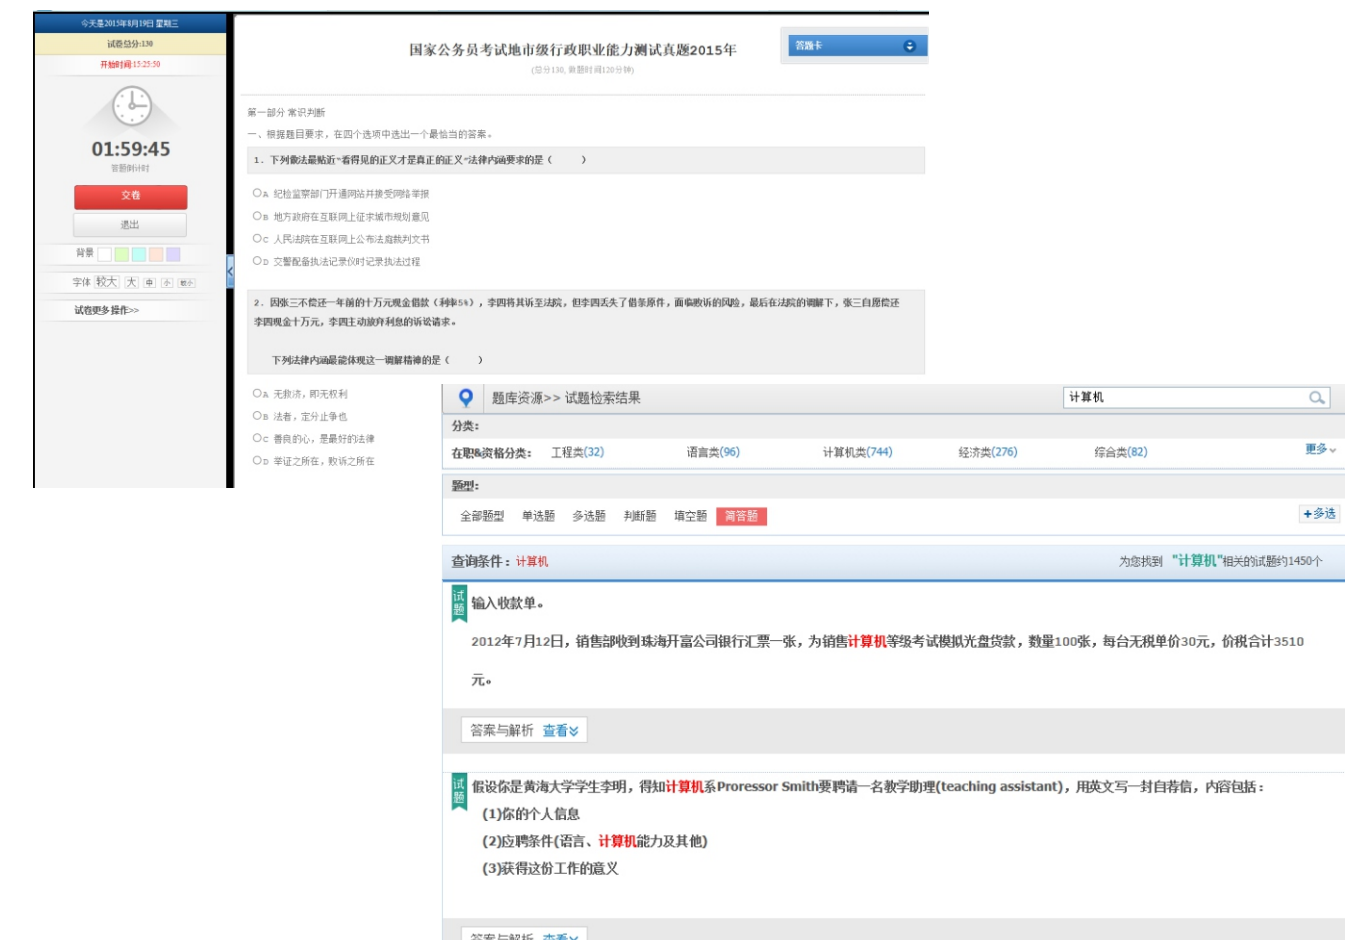 今天是2015年8月19日 星期三
试卷总分:130
开始时间 15:25:50
01:59:45
答题倒计时
交卷
退出
背景
字体 较大 大 中 小 较小
试卷更多操作>>
国家公务员考试地市级行政职业能力测试真题2015年
(总分130, 做题时间120分钟)
答题卡
第一部分 常识判断
一、根据题目要求，在四个选项中选出一个最恰当的答案。
1. 下列做法最贴近“看得见的正义才是真正的正义”法律内涵要求的是（ ）
A 纪检监察部门开通网站并接受网络举报
B 地方政府在互联网上征求城市规划意见
C 人民法院在互联网上公布法庭裁判文书
D 交警配备执法记录仪时记录执法过程
2. 因张三不偿还一年前的十万元现金借款（利率5%），李四将其诉至法院，但李四丢失了借条原件，面临败诉的风险，最后在法院的调解下，张三自愿偿还
李四现金十万元，李四主动放弃利息的诉讼请求。
下列法律内涵最能体现这一调解精神的是（ ）
A 无救济，即无权利
B 法者，定分止争也
C 善良的心，是最好的法律
D 举证之所在，败诉之所在
题库资源>> 试题检索结果
计算机
分类:
在职&资格分类: 工程类(32) 语言类(96) 计算机类(744) 经济类(276) 综合类(82) 更多
题型:
全部题型 单选题 多选题 判断题 填空题 简答题 +多选
查询条件：计算机
为您找到 "计算机"相关的试题约1450个
试题
输入收款单。
2012年7月12日，销售部收到珠海开富公司银行汇票一张，为销售计算机等级考试模拟光盘货款，数量100张，每台无税单价30元，价税合计3510
元。
答案与解析 查看
试题
假设你是黄海大学学生李明，得知计算机系Proressor Smith要聘请一名教学助理(teaching assistant)，用英文写一封自荐信，内容包括：
(1)你的个人信息
(2)应聘条件(语言、计算机能力及其他)
(3)获得这份工作的意义
答案与解析 查看